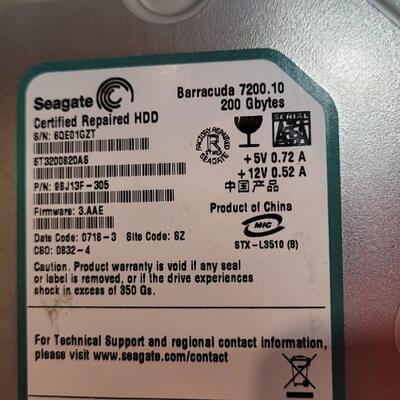 Seagate
Barracuda 7200.10
200 Gbytes
Certified Repaired HDD
S/N: 6QE01GZT
FACTORY REPAIRED
R
SEAGATE
SERIAL
ATA
ST3200820AS
+5V 0.72 A
+12V 0.52 A
P/N: 9BJ13F-305
中国产品
Firmware: 3.AAE
Product of China
Date Code: 0718-3 Site Code: SZ
MIC
CSD: 0832-4
STX-L3510 (B)
Caution. Product warranty is void if any seal
or label is removed, or if the drive experiences
shock in excess of 350 Gs.
For Technical Support and regional contact information,
please visit www.seagate.com/contact